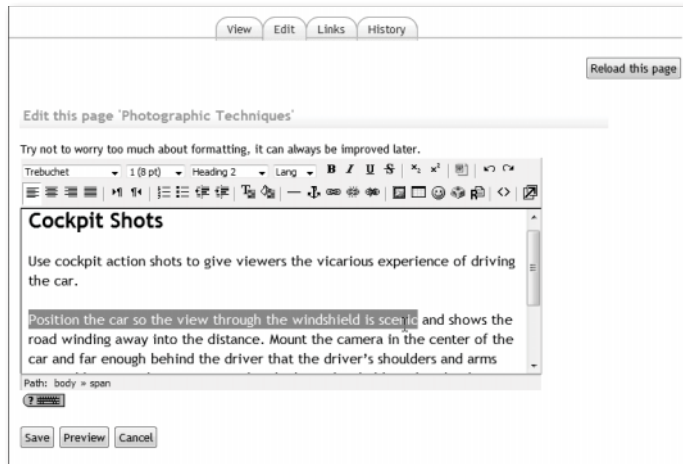 View Edit Links History
Reload this page
Edit this page 'Photographic Techniques'
Try not to worry too much about formatting, it can always be improved later.
Trebuchet 1 (8 pt) Heading 2 Lang B I U S x₂ x²
Cockpit Shots
Use cockpit action shots to give viewers the vicarious experience of driving
the car.
Position the car so the view through the windshield is scenic and shows the
road winding away into the distance. Mount the camera in the center of the
car and far enough behind the driver that the driver's shoulders and arms
Path: body » span
?
Save Preview Cancel